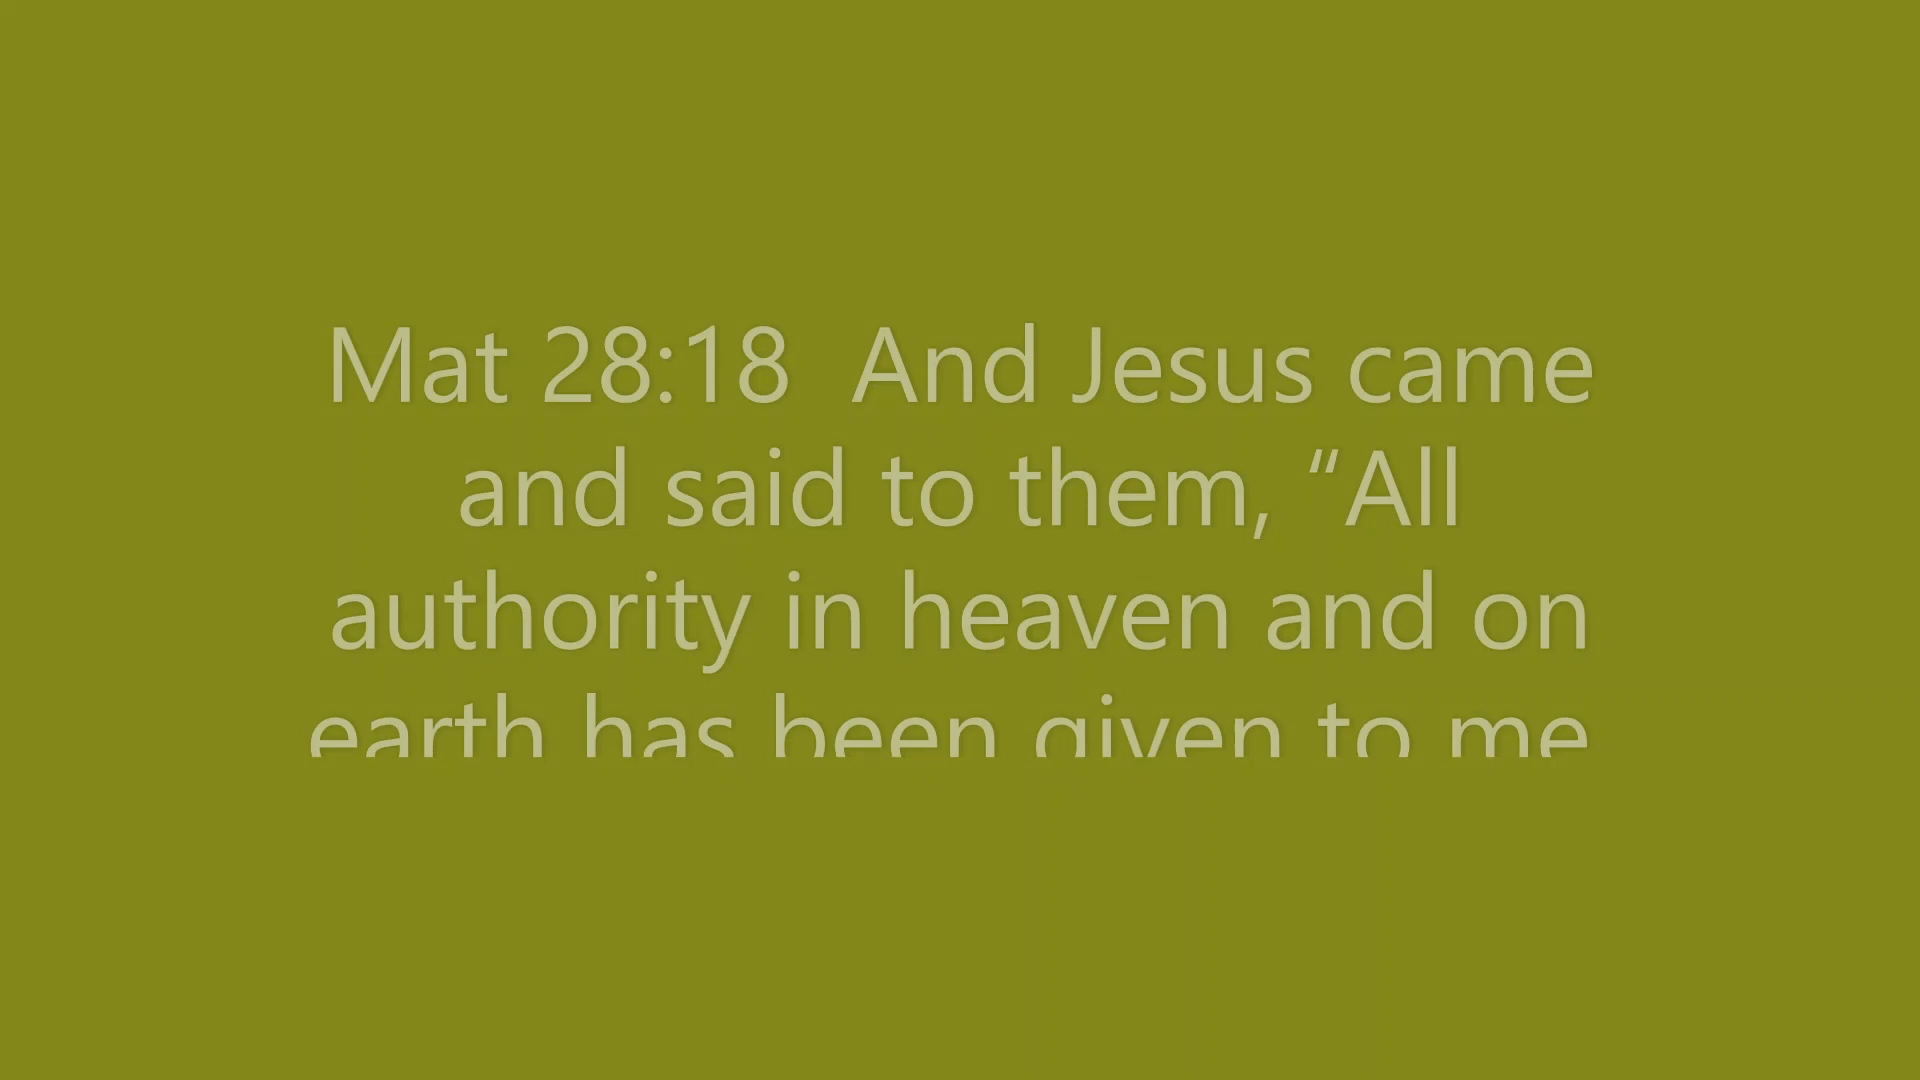 Mat 28:18  And Jesus came
and said to them, “All
authority in heaven and on
earth has been given to me